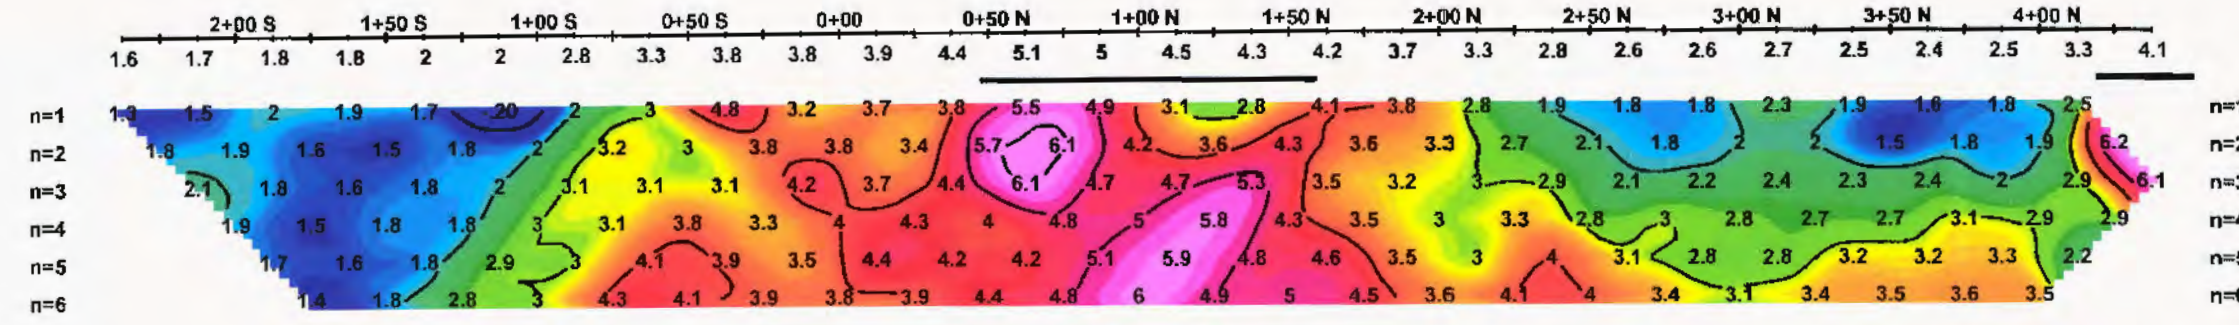 2+00 S 1+50 S 1+00 S 0+50 S 0+00 0+50 N 1+00 N 1+50 N 2+00 N 2+50 N 3+00 N 3+50 N 4+00 N
1.6 1.7 1.8 1.8 2 2 2.8 3.3 3.8 3.8 3.9 4.4 5.1 5 4.5 4.3 4.2 3.7 3.3 2.8 2.6 2.6 2.7 2.5 2.4 2.5 3.3 4.1
n=1 1.3 1.5 2 1.9 1.7 .20 2 3 4.8 3.2 3.7 3.8 5.5 4.9 3.1 2.8 4.1 3.8 2.8 1.9 1.8 1.8 2.3 1.9 1.6 1.8 2.5 n=
n=2 1.8 1.9 1.6 1.5 1.8 2 3.2 3 3.8 3.8 3.4 5.7 6.1 4.2 3.6 4.3 3.6 3.3 2.7 2.1 1.8 2 2 1.5 1.8 1.9 6.2 n=2
n=3 2.1 1.8 1.6 1.8 2 3.1 3.1 3.1 4.2 3.7 4.4 6.1 4.7 4.7 5.3 3.5 3.2 3 2.9 2.1 2.2 2.4 2.3 2.4 2 2.9 6.1 n=
n=4 1.9 1.5 1.8 1.8 3 3.1 3.8 3.3 4 4.3 4 4.8 5 5.8 4.3 3.5 3 3.3 2.8 3 2.8 2.7 2.7 3.1 2.9 2.9 n=
n=5 1.7 1.6 1.8 2.9 3 4.1 3.9 3.5 4.4 4.2 4.2 5.1 5.9 4.8 4.6 3.5 3 4 3.1 2.8 2.8 3.2 3.2 3.3 2.2 n=
n=6 1.4 1.8 2.8 3 4.3 4.1 3.9 3.8 3.9 4.4 4.8 6 4.9 5 4.5 3.6 4.1 4 3.4 3.1 3.4 3.5 3.6 3.5 n=